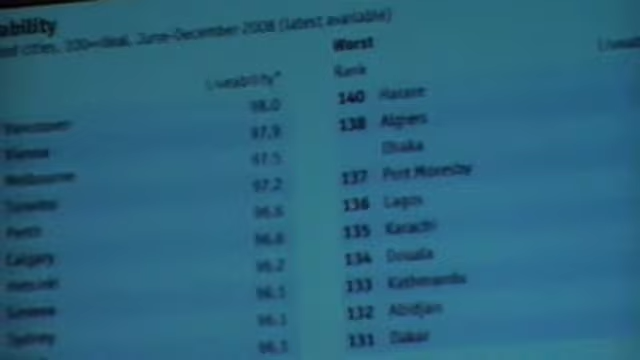 ability
cities, 100=ideal, June-December 2008 (latest available)
Worst
Liveability* Rank
98.0 140 Harare
Vancouver 97.9 138 Algiers
Vienna 97.5 Dhaka
Melbourne 97.2 137 Port Moresby
Toronto 96.6 136 Lagos
Perth 96.6 135 Karachi
Calgary 96.2 134 Douala
Helsinki 96.1 133 Kathmandu
Geneva 96.1 132 Abidjan
Sydney 96.1 131 Dakar